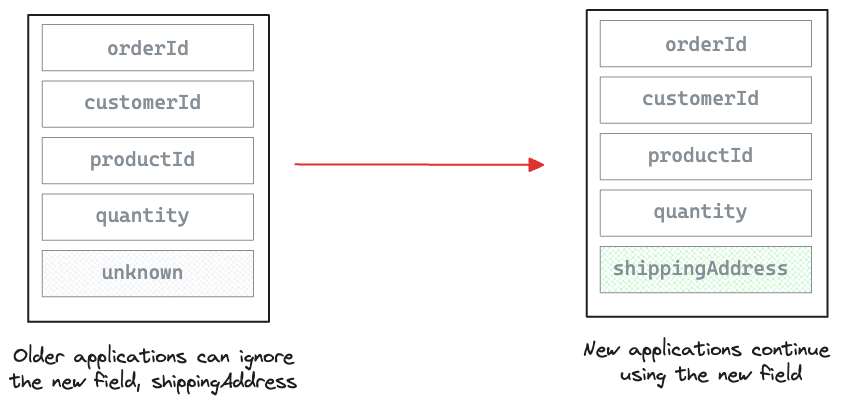 orderId
customerId
productId
quantity
unknown
Older applications can ignore
the new field, shippingAddress
orderId
customerId
productId
quantity
shippingAddress
New applications continue
using the new field